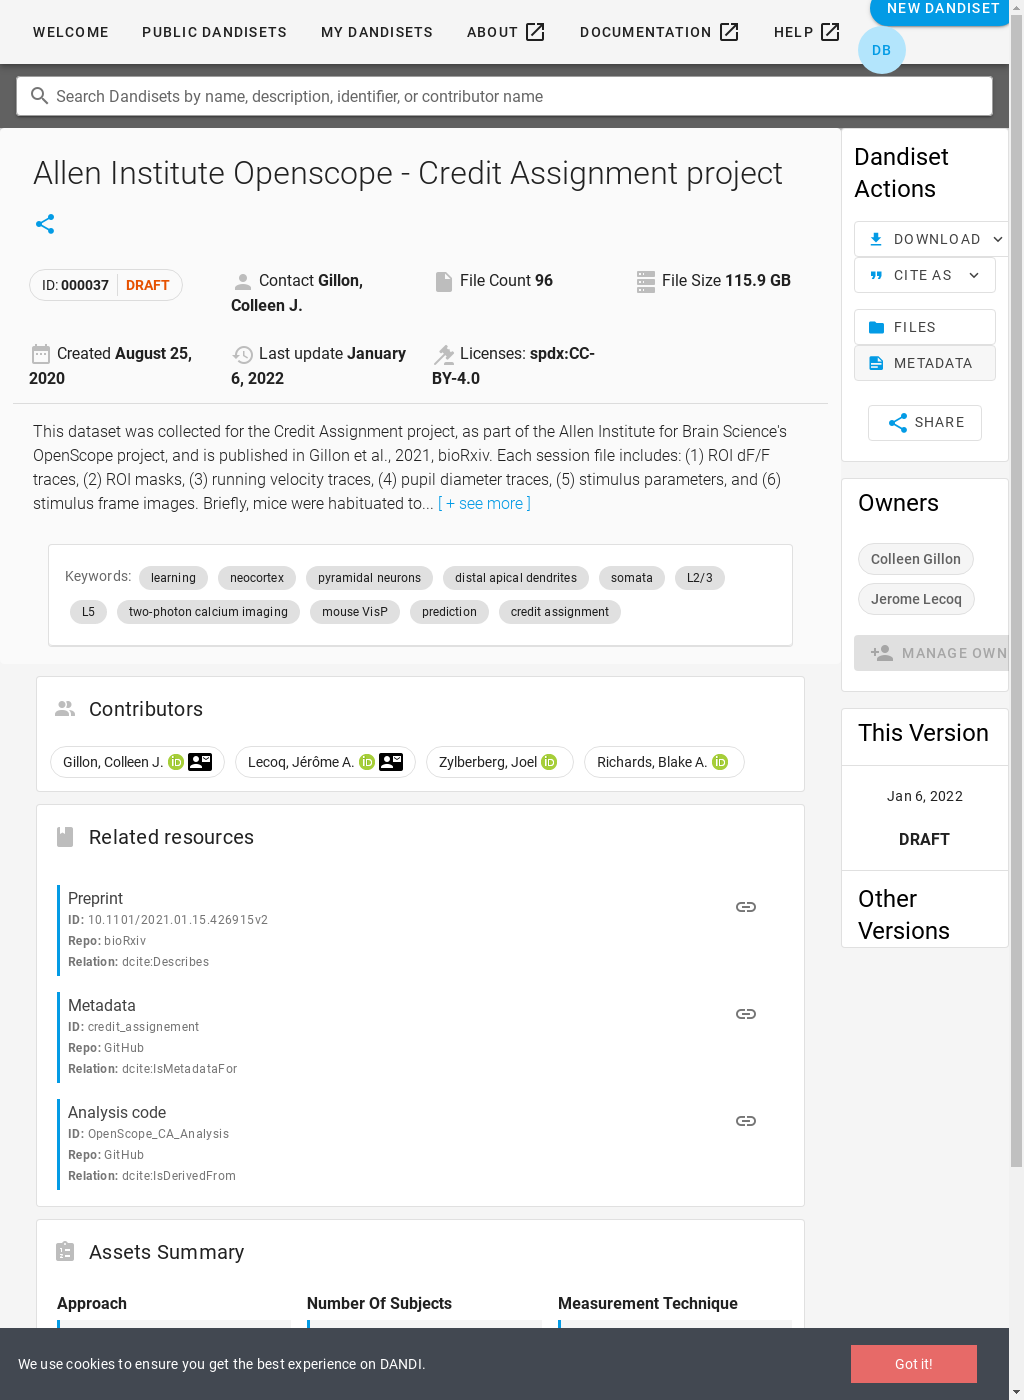 WELCOME PUBLIC DANDISETS MY DANDISETS ABOUT DOCUMENTATION HELP
NEW DANDISET
DB
Search Dandisets by name, description, identifier, or contributor name
Allen Institute Openscope - Credit Assignment project
ID: 000037 DRAFT
Contact Gillon,
Colleen J.
File Count 96
File Size 115.9 GB
Created August 25,
2020
Last update January
6, 2022
Licenses: spdx:CC-
BY-4.0
This dataset was collected for the Credit Assignment project, as part of the Allen Institute for Brain Science's
OpenScope project, and is published in Gillon et al., 2021, bioRxiv. Each session file includes: (1) ROI dF/F
traces, (2) ROI masks, (3) running velocity traces, (4) pupil diameter traces, (5) stimulus parameters, and (6)
stimulus frame images. Briefly, mice were habituated to... [ + see more ]
Keywords: learning neocortex pyramidal neurons distal apical dendrites somata L2/3
L5 two-photon calcium imaging mouse VisP prediction credit assignment
Contributors
Gillon, Colleen J. iD Lecoq, Jérôme A. iD Zylberberg, Joel iD Richards, Blake A. iD
Related resources
Preprint
ID: 10.1101/2021.01.15.426915v2
Repo: bioRxiv
Relation: dcite:Describes
Metadata
ID: credit_assignement
Repo: GitHub
Relation: dcite:IsMetadataFor
Analysis code
ID: OpenScope_CA_Analysis
Repo: GitHub
Relation: dcite:IsDerivedFrom
Assets Summary
Approach Number Of Subjects Measurement Technique
Dandiset
Actions
DOWNLOAD
CITE AS
FILES
METADATA
SHARE
Owners
Colleen Gillon
Jerome Lecoq
MANAGE OWN
This Version
Jan 6, 2022
DRAFT
Other
Versions
We use cookies to ensure you get the best experience on DANDI.
Got it!